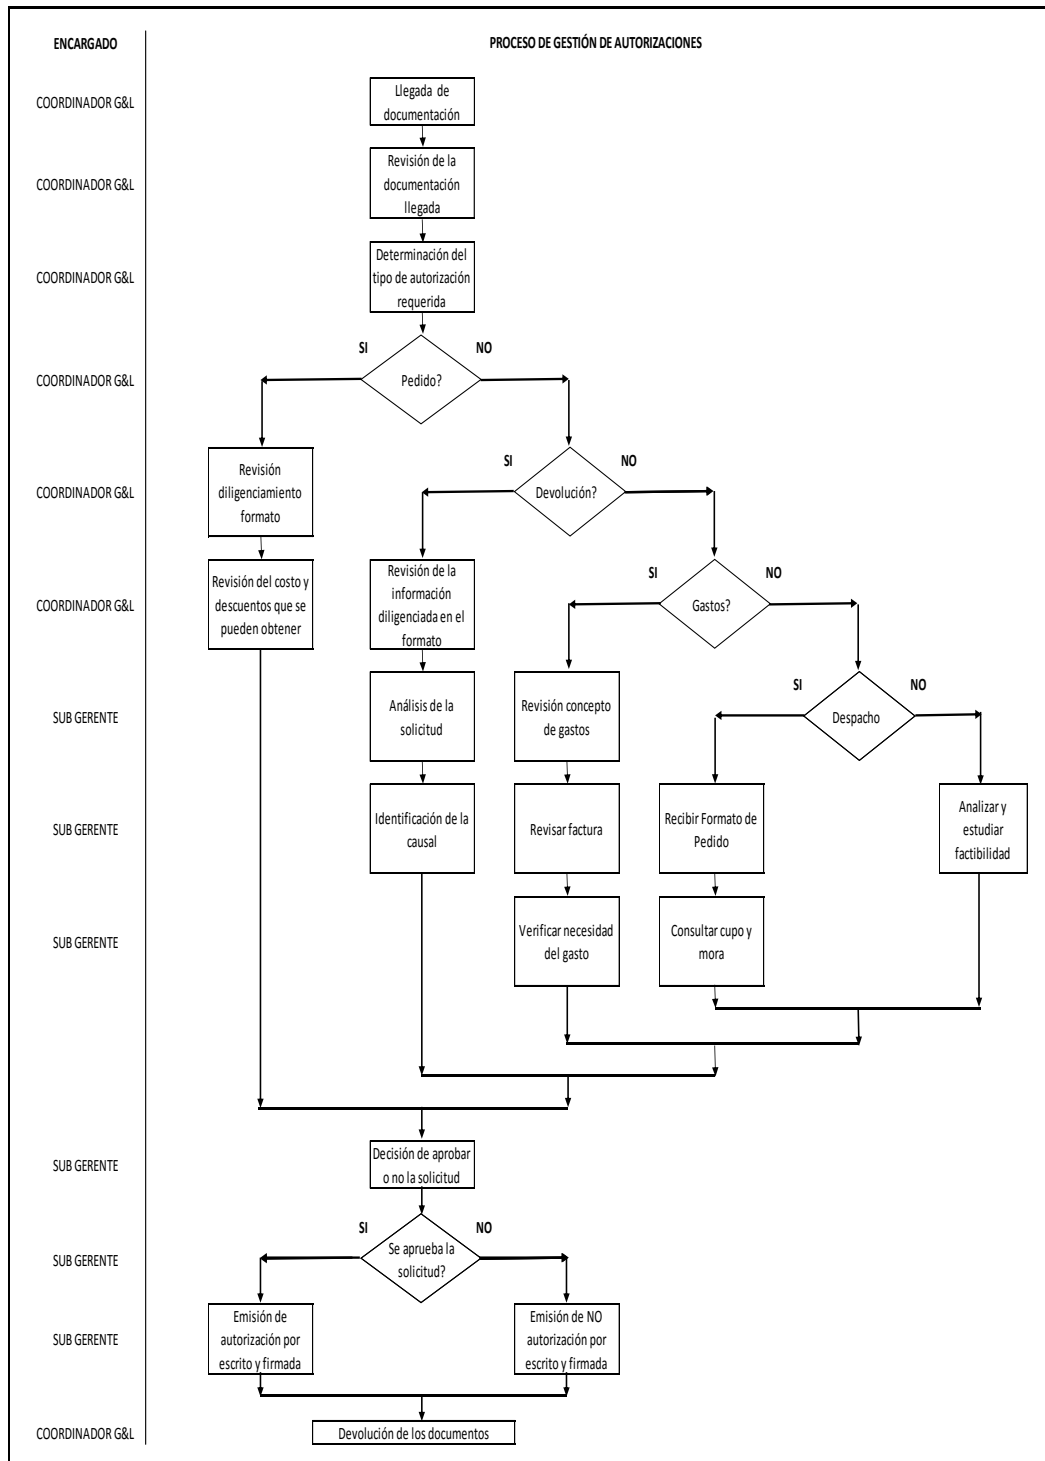 ENCARGADO
PROCESO DE GESTIÓN DE AUTORIZACIONES
COORDINADOR G&L
Llegada de
documentación
COORDINADOR G&L
Revisión de la
documentación
llegada
COORDINADOR G&L
Determinación del
tipo de autorización
requerida
SI
NO
COORDINADOR G&L
Pedido?
COORDINADOR G&L
Revisión
diligenciamiento
formato
SI
NO
Devolución?
COORDINADOR G&L
Revisión del costo y
descuentos que se
pueden obtener
Revisión de la
información
diligenciada en el
formato
SI
NO
Gastos?
SUB GERENTE
Análisis de la
solicitud
Revisión concepto
de gastos
SI
NO
Despacho
SUB GERENTE
Identificación de la
causal
Revisar factura
Recibir Formato de
Pedido
Analizar y
estudiar
factibilidad
SUB GERENTE
Verificar necesidad
del gasto
Consultar cupo y
mora
SUB GERENTE
Decisión de aprobar
o no la solicitud
SI
NO
SUB GERENTE
Se aprueba la
solicitud?
SUB GERENTE
Emisión de
autorización por
escrito y firmada
Emisión de NO
autorización por
escrito y firmada
COORDINADOR G&L
Devolución de los documentos